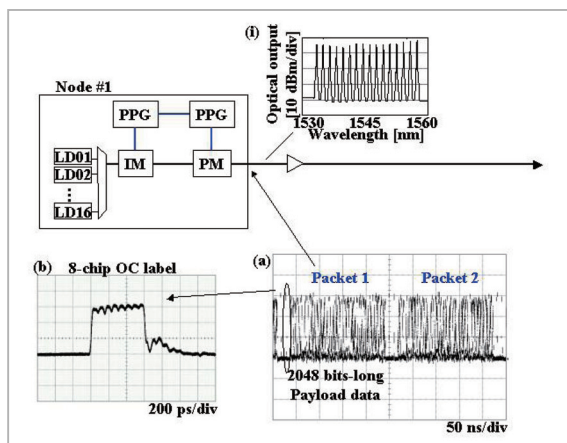 (i)
Optical output
[10 dBm/div]
1530 1545 1560
Wavelength [nm]
Node #1
PPG PPG
LD01
LD02
LD16
IM PM
(b)
8-chip OC label
200 ps/div
(a)
Packet 1 Packet 2
2048 bits-long
Payload data
50 ns/div